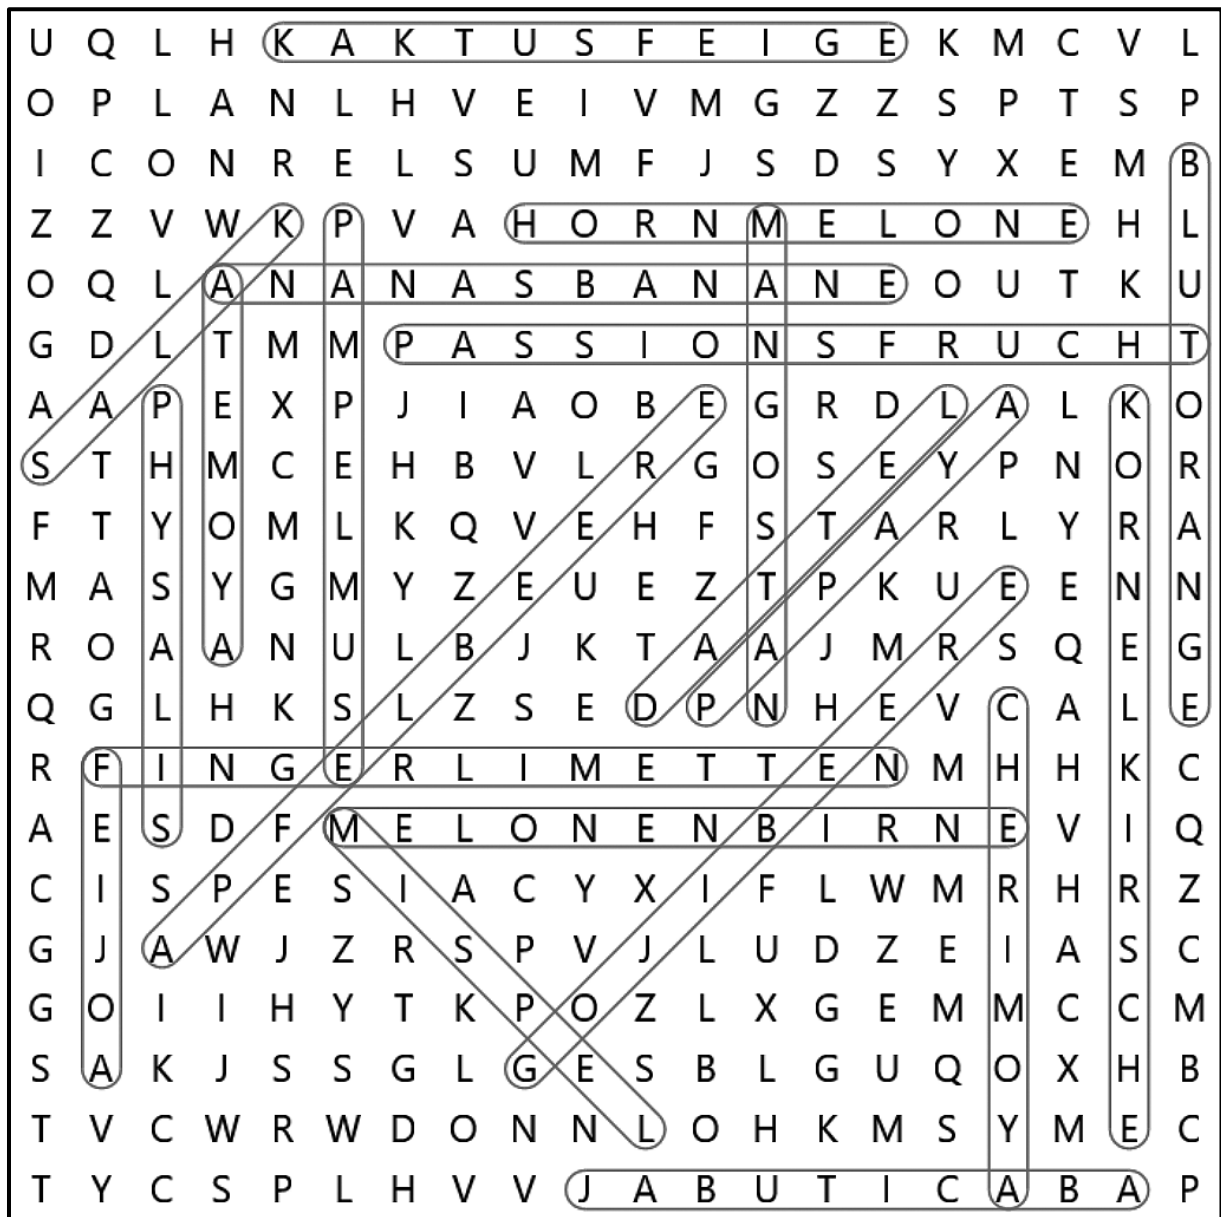 U Q L H K A K T U S F E I G E K M C V L
O P L A N L H V E I V M G Z Z S P T S P
I C O N R E L S U M F J S D S Y X E M B
Z Z V W K P V A H O R N M E L O N E H L
O Q L A N A N A S B A N A N E O U T K U
G D L T M M P A S S I O N S F R U C H T
A A P E X P J I A O B E G R D L A L K O
S T H M C E H B V L R G O S E Y P N O R
F T Y O M L K Q V E H F S T A R L Y R A
M A S Y G M Y Z E U E Z T P K U E E N N
R O A A N U L B J K T A A J M R S Q E G
Q G L H K S L Z S E D P N H E V C A L E
R F I N G E R L I M E T T E N M H H K C
A E S D F M E L O N E N B I R N E V I Q
C I S P E S I A C Y X I F L W M R H R Z
G J A W J Z R S P V J L U D Z E I A S C
G O I I H Y T K P O Z L X G E M M C C M
S A K J S S G L G E S B L G U Q O X H B
T V C W R W D O N N L O H K M S Y M E C
T Y C S P L H V V J A B U T I C A B A P